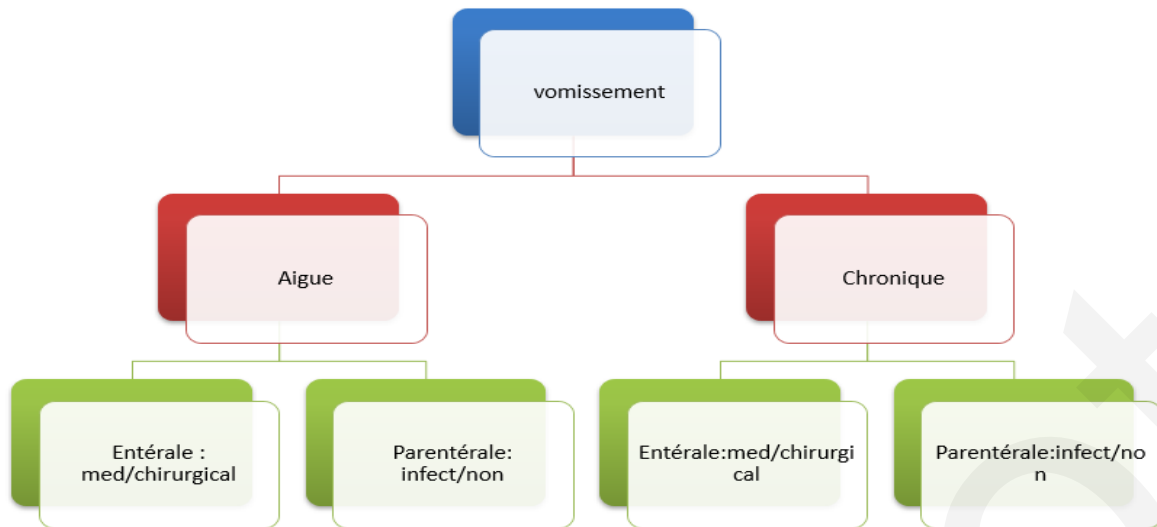 vomissement
Aigue
Chronique
Entérale :
med/chirurgical
Parentérale:
infect/non
Entérale:med/chirurgi
cal
Parentérale:infect/no
n